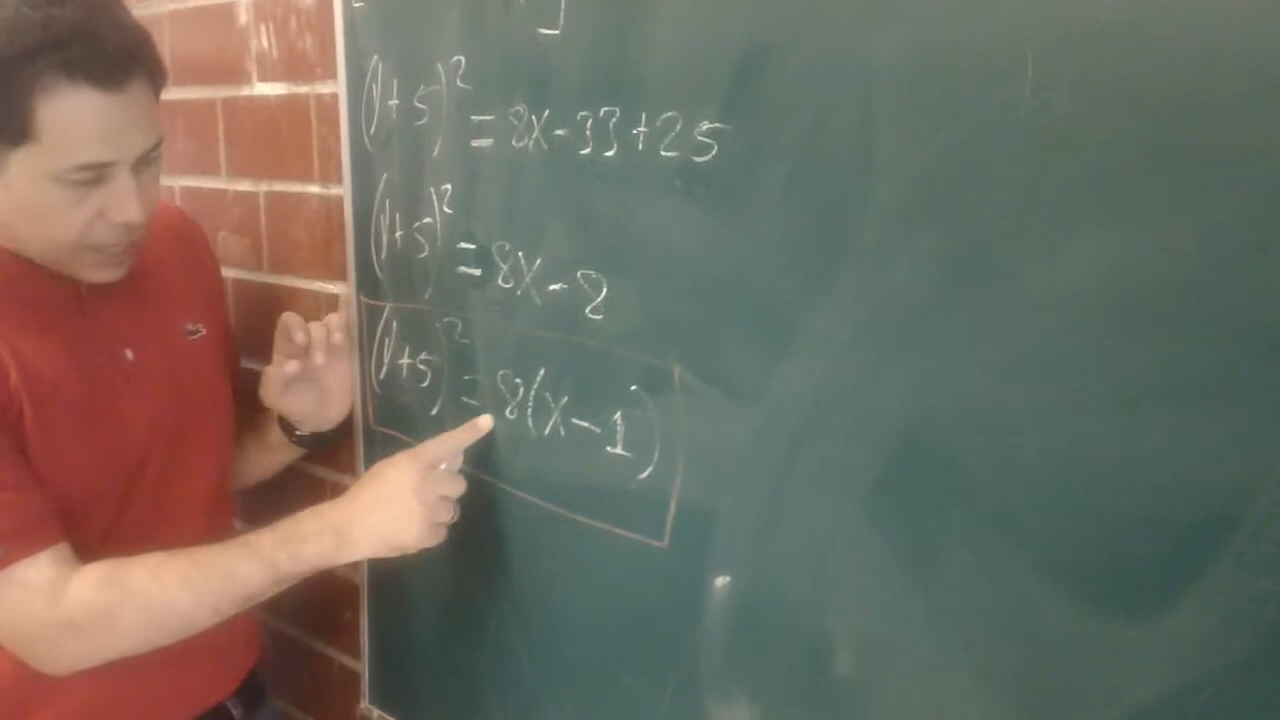 ]
(y+5)² = 8x-33+25
(y+5)² = 8x-8
(y+5)² = 8(x-1)